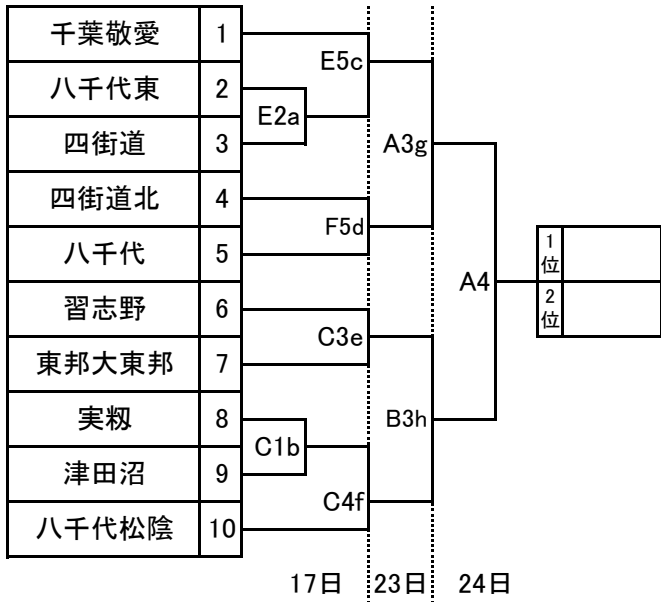 千葉敬愛 1
E5c
八千代東 2
E2a
四街道 3
A3g
四街道北 4
F5d
八千代 5
1位
A4
習志野 6
2位
C3e
東邦大東邦 7
実籾 8
B3h
C1b
津田沼 9
C4f
八千代松陰 10
17日 23日 24日